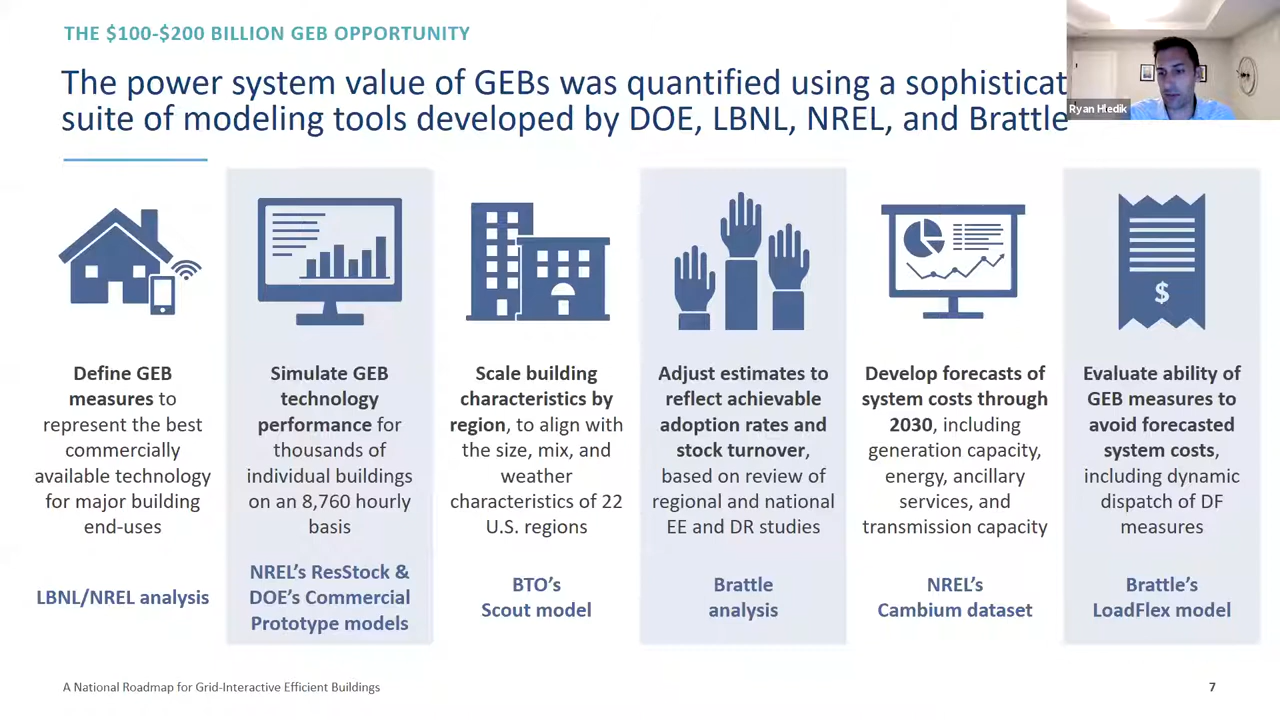 THE $100-$200 BILLION GEB OPPORTUNITY
The power system value of GEBs was quantified using a sophisticat
suite of modeling tools developed by DOE, LBNL, NREL, and Brattle
Ryan Hledik
Define GEB
measures to
represent the best
commercially
available technology
for major building
end-uses
LBNL/NREL analysis
Simulate GEB
technology
performance for
thousands of
individual buildings
on an 8,760 hourly
basis
NREL’s ResStock &
DOE’s Commercial
Prototype models
Scale building
characteristics by
region, to align with
the size, mix, and
weather
characteristics of 22
U.S. regions
BTO’s
Scout model
Adjust estimates to
reflect achievable
adoption rates and
stock turnover,
based on review of
regional and national
EE and DR studies
Brattle
analysis
Develop forecasts of
system costs through
2030, including
generation capacity,
energy, ancillary
services, and
transmission capacity
NREL’s
Cambium dataset
$
Evaluate ability of
GEB measures to
avoid forecasted
system costs,
including dynamic
dispatch of DF
measures
Brattle’s
LoadFlex model
A National Roadmap for Grid-Interactive Efficient Buildings
7